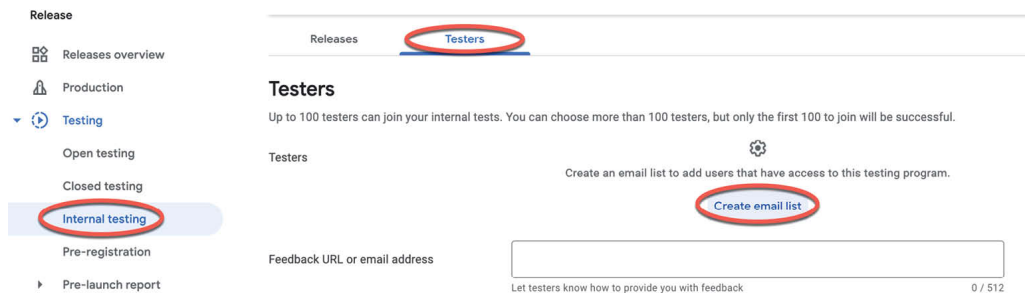 Release
Releases overview
Production
Testing
Open testing
Closed testing
Internal testing
Pre-registration
Pre-launch report
Releases
Testers
Testers
Up to 100 testers can join your internal tests. You can choose more than 100 testers, but only the first 100 to join will be successful.
Testers
Create an email list to add users that have access to this testing program.
Create email list
Feedback URL or email address
Let testers know how to provide you with feedback
0 / 512